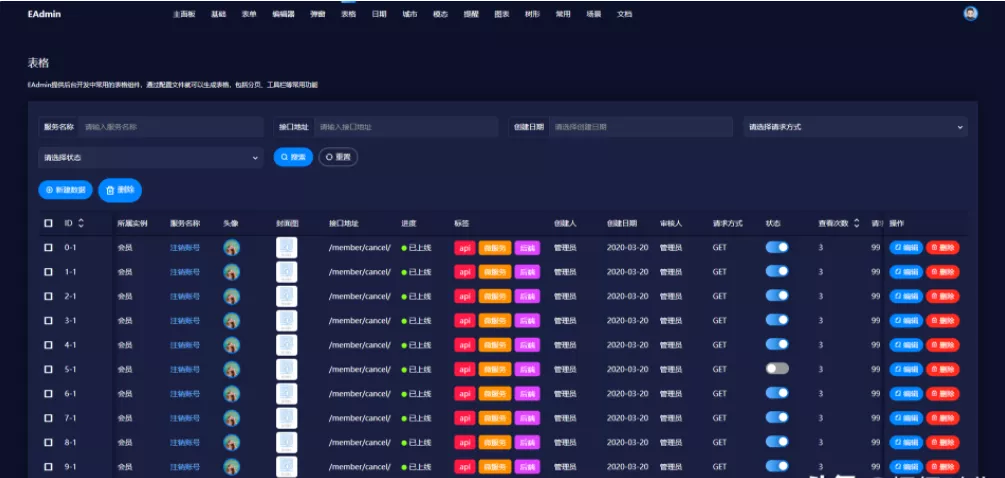 EAdmin 主面板 基础 表单 编辑器 弹窗 表格 日期 城市 模态 提醒 图表 树形 常用 场景 文档
表格
EAdmin提供后台开发中常用的表格组件，通过配置文件就可以生成表格，包括分页、工具栏等常用功能
服务名称 请输入服务名称 接口地址 请输入接口地址 创建日期 请选择创建日期 请选择请求方式
请选择状态 搜索 重置
新建数据 删除
ID 所属实例 服务名称 头像 封面图 接口地址 进度 标签 创建人 创建日期 审核人 请求方式 状态 查看次数 操作
0-1 会员 注销账号 /member/cancel/ 已上线 api 微服务 后端 管理员 2020-03-20 管理员 GET 3 99 编辑 删除
1-1 会员 注销账号 /member/cancel/ 已上线 api 微服务 后端 管理员 2020-03-20 管理员 GET 3 99 编辑 删除
2-1 会员 注销账号 /member/cancel/ 已上线 api 微服务 后端 管理员 2020-03-20 管理员 GET 3 99 编辑 删除
3-1 会员 注销账号 /member/cancel/ 已上线 api 微服务 后端 管理员 2020-03-20 管理员 GET 3 99 编辑 删除
4-1 会员 注销账号 /member/cancel/ 已上线 api 微服务 后端 管理员 2020-03-20 管理员 GET 3 99 编辑 删除
5-1 会员 注销账号 /member/cancel/ 已上线 api 微服务 后端 管理员 2020-03-20 管理员 GET 3 99 编辑 删除
6-1 会员 注销账号 /member/cancel/ 已上线 api 微服务 后端 管理员 2020-03-20 管理员 GET 3 99 编辑 删除
7-1 会员 注销账号 /member/cancel/ 已上线 api 微服务 后端 管理员 2020-03-20 管理员 GET 3 99 编辑 删除
8-1 会员 注销账号 /member/cancel/ 已上线 api 微服务 后端 管理员 2020-03-20 管理员 GET 3 99 编辑 删除
9-1 会员 注销账号 /member/cancel/ 已上线 api 微服务 后端 管理员 2020-03-20 管理员 GET 3 99 编辑 删除